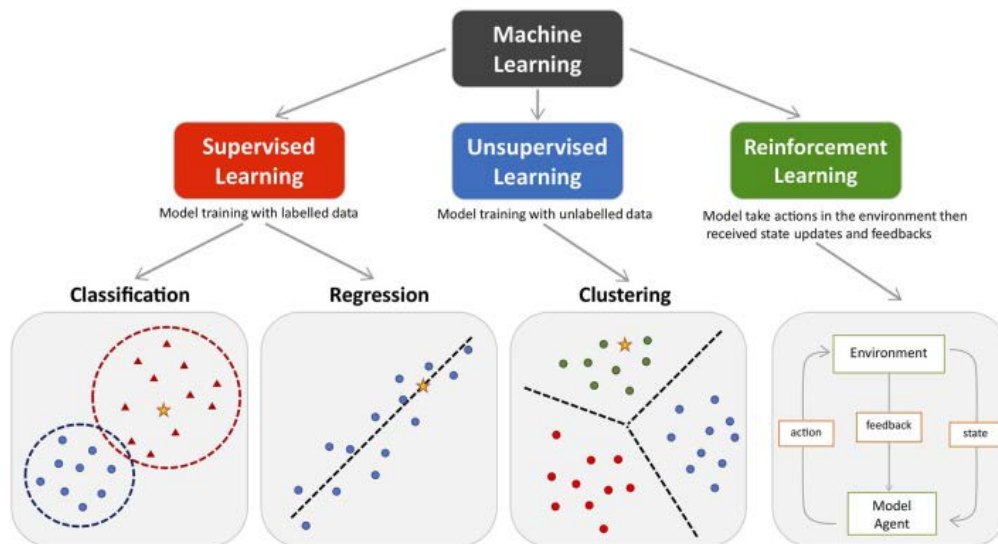 Machine
Learning
Supervised
Learning
Unsupervised
Learning
Reinforcement
Learning
Model training with labelled data
Model training with unlabelled data
Model take actions in the environment then
received state updates and feedbacks
Classification
Regression
Clustering
Environment
action
feedback
state
Model
Agent